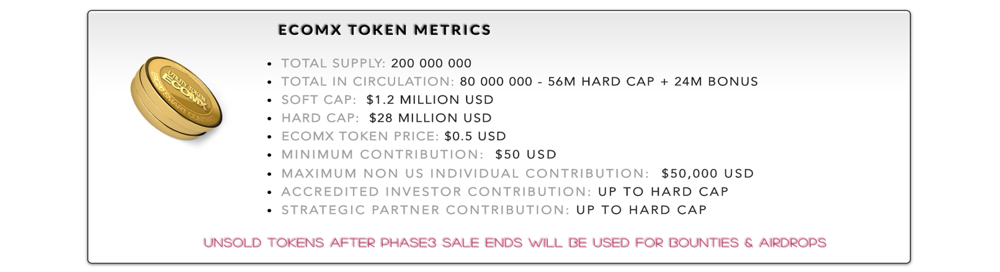 ECOMX TOKEN METRICS
UTILITY TOKEN
ECOMX
ERC20 SMART CONTRACT
• TOTAL SUPPLY: 200 000 000
• TOTAL IN CIRCULATION: 80 000 000 - 56M HARD CAP + 24M BONUS
• SOFT CAP: $1.2 MILLION USD
• HARD CAP: $28 MILLION USD
• ECOMX TOKEN PRICE: $0.5 USD
• MINIMUM CONTRIBUTION: $50 USD
• MAXIMUM NON US INDIVIDUAL CONTRIBUTION: $50,000 USD
• ACCREDITED INVESTOR CONTRIBUTION: UP TO HARD CAP
• STRATEGIC PARTNER CONTRIBUTION: UP TO HARD CAP
UNSOLD TOKENS AFTER PHASE3 SALE ENDS WILL BE USED FOR BOUNTIES & AIRDROPS